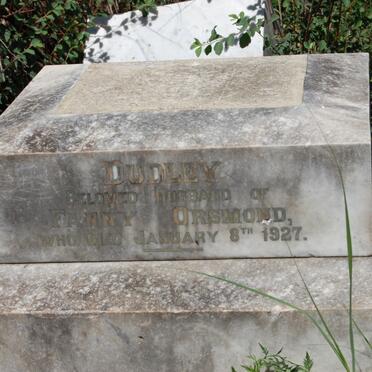 DUDLEY
BELOVED HUSBAND OF
FANNY ORSMOND,
WHO DIED JANUARY 8TH 1927.